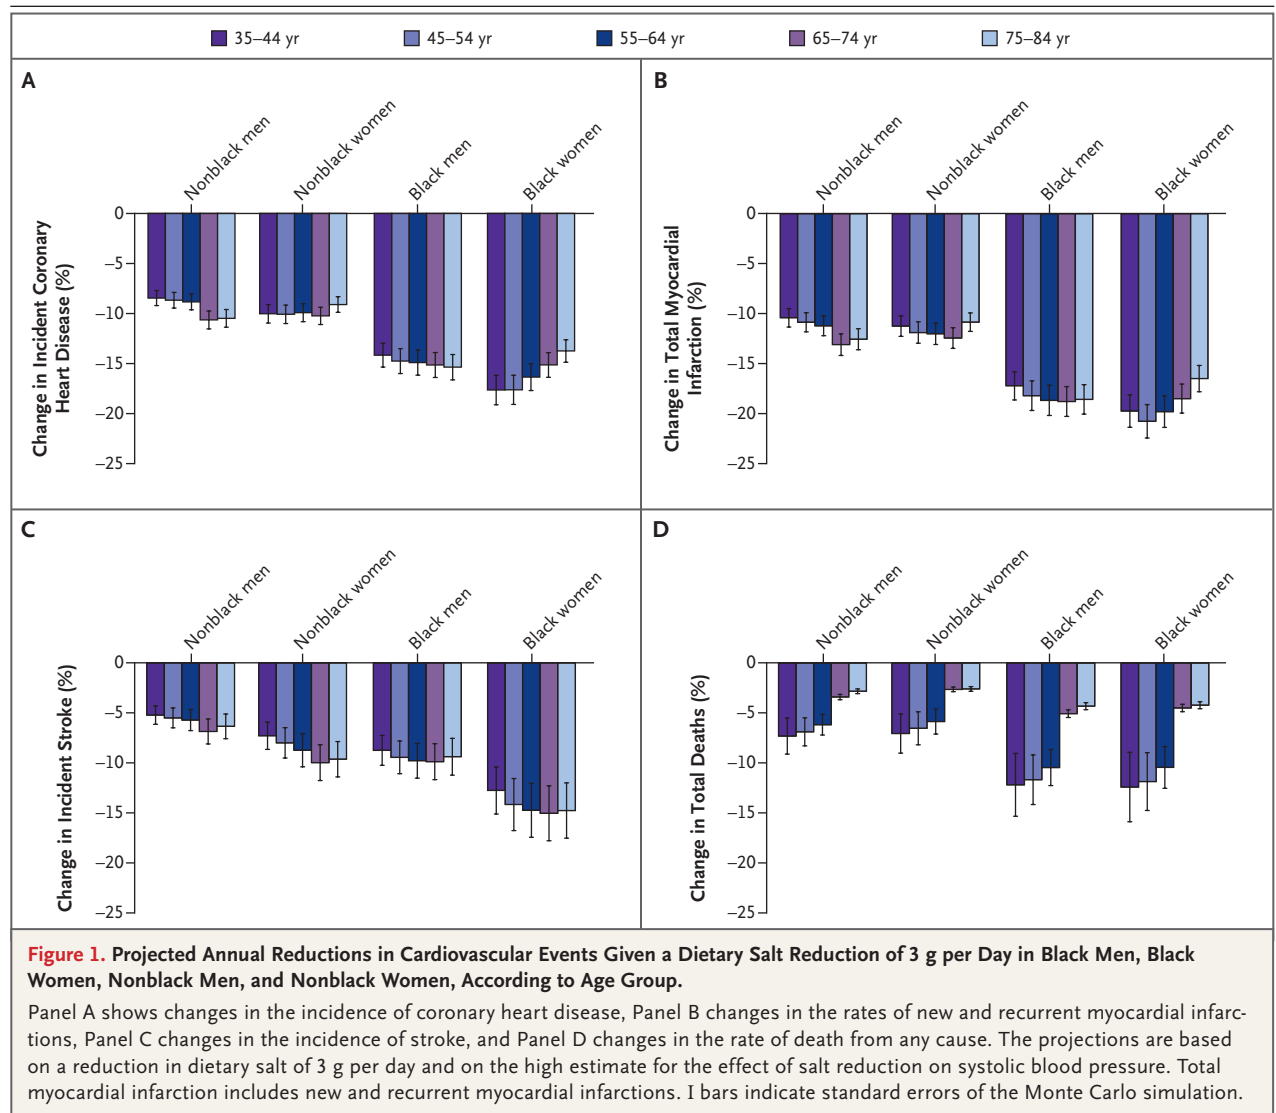 35–44 yr
45–54 yr
55–64 yr
65–74 yr
75–84 yr
A
Nonblack men
Nonblack women
Black men
Black women
Change in Incident Coronary
Heart Disease (%)
0
–5
–10
–15
–20
–25
B
Nonblack men
Nonblack women
Black men
Black women
Change in Total Myocardial
Infarction (%)
0
–5
–10
–15
–20
–25
C
Nonblack men
Nonblack women
Black men
Black women
Change in Incident Stroke (%)
0
–5
–10
–15
–20
–25
D
Nonblack men
Nonblack women
Black men
Black women
Change in Total Deaths (%)
0
–5
–10
–15
–20
–25
Figure 1. Projected Annual Reductions in Cardiovascular Events Given a Dietary Salt Reduction of 3 g per Day in Black Men, Black
Women, Nonblack Men, and Nonblack Women, According to Age Group.
Panel A shows changes in the incidence of coronary heart disease, Panel B changes in the rates of new and recurrent myocardial infarc-
tions, Panel C changes in the incidence of stroke, and Panel D changes in the rate of death from any cause. The projections are based
on a reduction in dietary salt of 3 g per day and on the high estimate for the effect of salt reduction on systolic blood pressure. Total
myocardial infarction includes new and recurrent myocardial infarctions. I bars indicate standard errors of the Monte Carlo simulation.